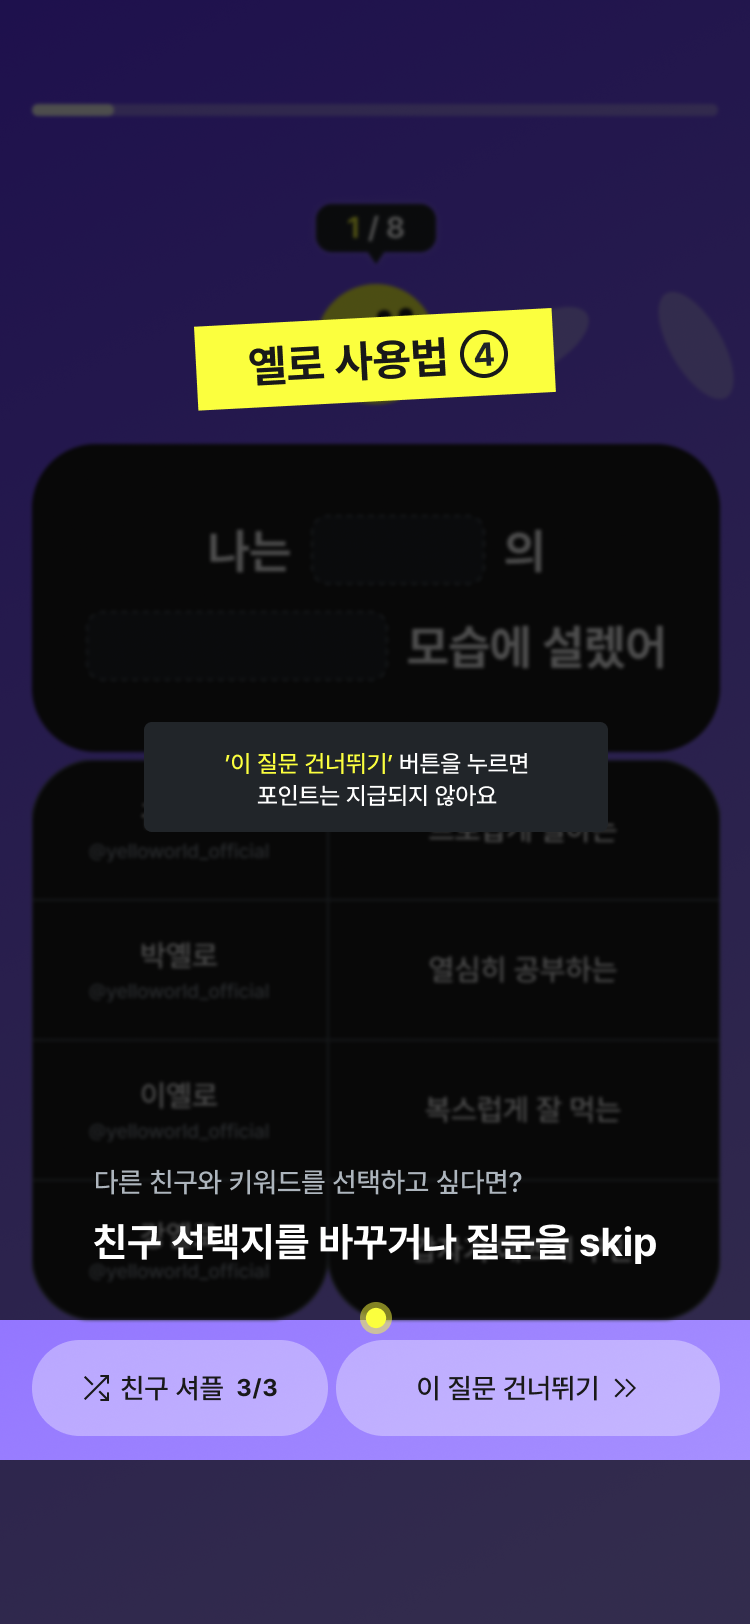 1 / 8
옐로 사용법 ④
나는 의
모습에 설렜어
'이 질문 건너뛰기' 버튼을 누르면
포인트는 지급되지 않아요
@yelloworld_official
박옐로
@yelloworld_official
열심히 공부하는
이옐로
@yelloworld_official
복스럽게 잘 먹는
다른 친구와 키워드를 선택하고 싶다면?
친구 선택지를 바꾸거나 질문을 skip
@yelloworld_official
친구 셔플 3/3
이 질문 건너뛰기